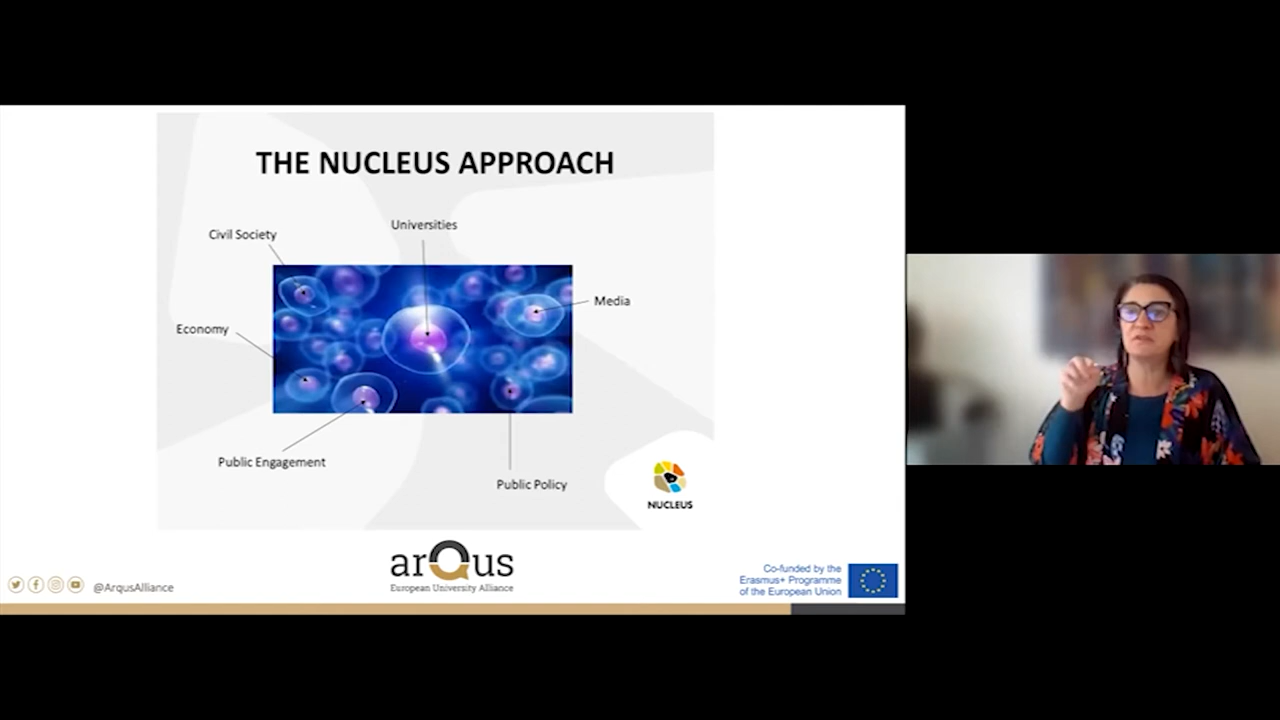 THE NUCLEUS APPROACH
Universities
Civil Society
Media
Economy
Public Engagement
Public Policy
NUCLEUS
arQus
European University Alliance
@ArqusAlliance
Co-funded by the
Erasmus+ Programme
of the European Union